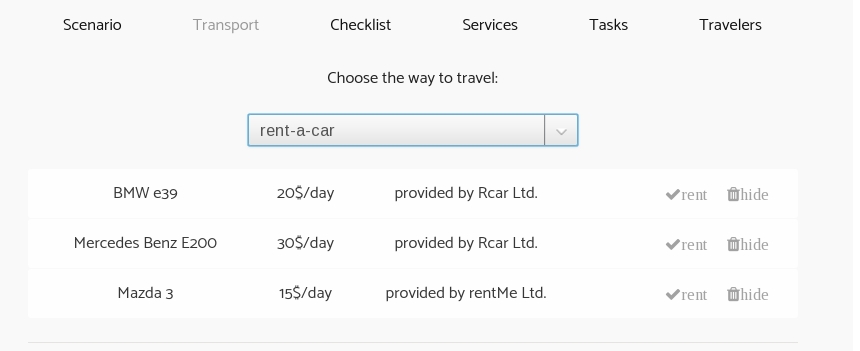 Scenario Transport Checklist Services Tasks Travelers
Choose the way to travel:
rent-a-car
BMW e39 20$/day provided by Rcar Ltd. rent hide
Mercedes Benz E200 30$/day provided by Rcar Ltd. rent hide
Mazda 3 15$/day provided by rentMe Ltd. rent hide